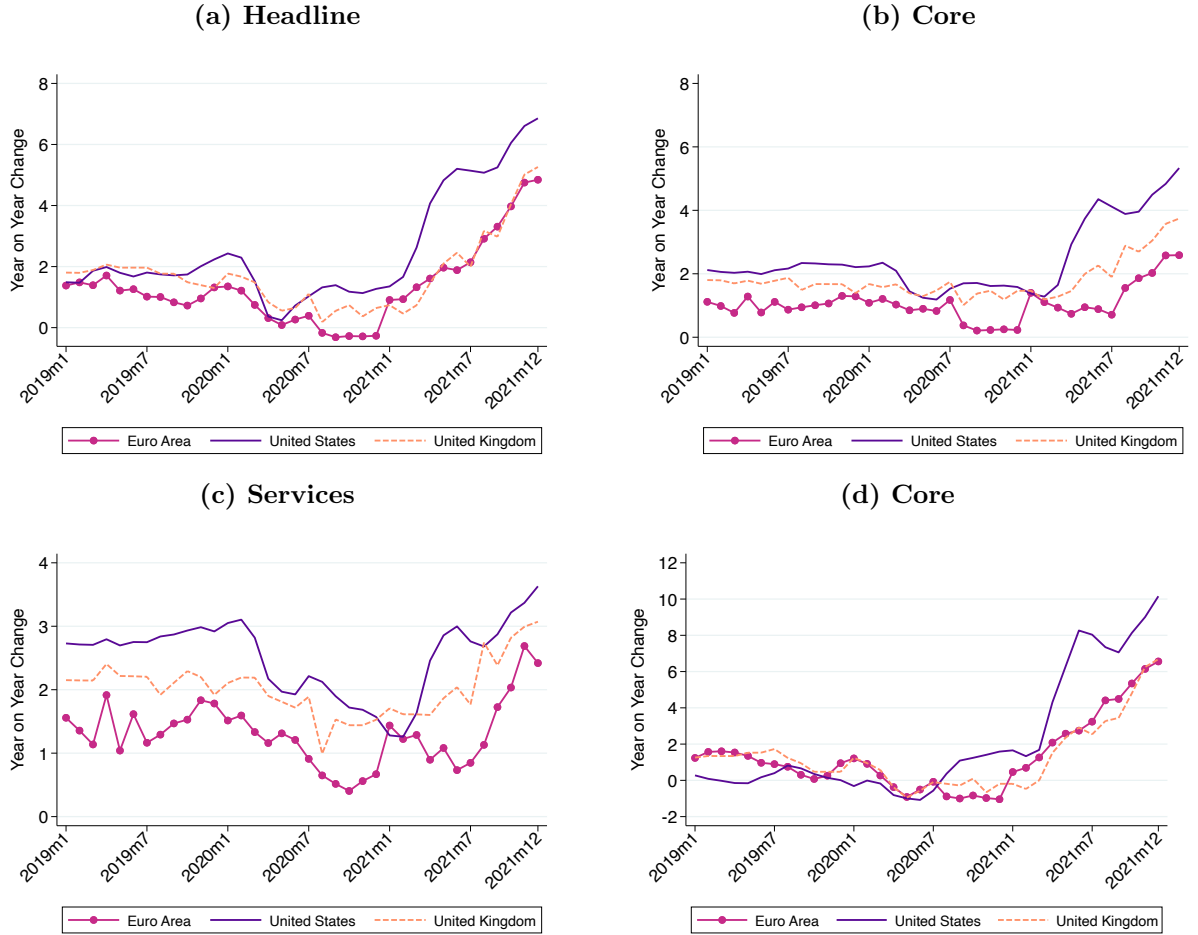 (a) Headline
Year on Year Change
8
6
4
2
0
2019m1
2019m7
2020m1
2020m7
2021m1
2021m7
2021m12
Euro Area United States United Kingdom
(b) Core
Year on Year Change
8
6
4
2
0
2019m1
2019m7
2020m1
2020m7
2021m1
2021m7
2021m12
Euro Area United States United Kingdom
(c) Services
Year on Year Change
4
3
2
1
0
2019m1
2019m7
2020m1
2020m7
2021m1
2021m7
2021m12
Euro Area United States United Kingdom
(d) Core
Year on Year Change
12
10
8
6
4
2
0
-2
2019m1
2019m7
2020m1
2020m7
2021m1
2021m7
2021m12
Euro Area United States United Kingdom